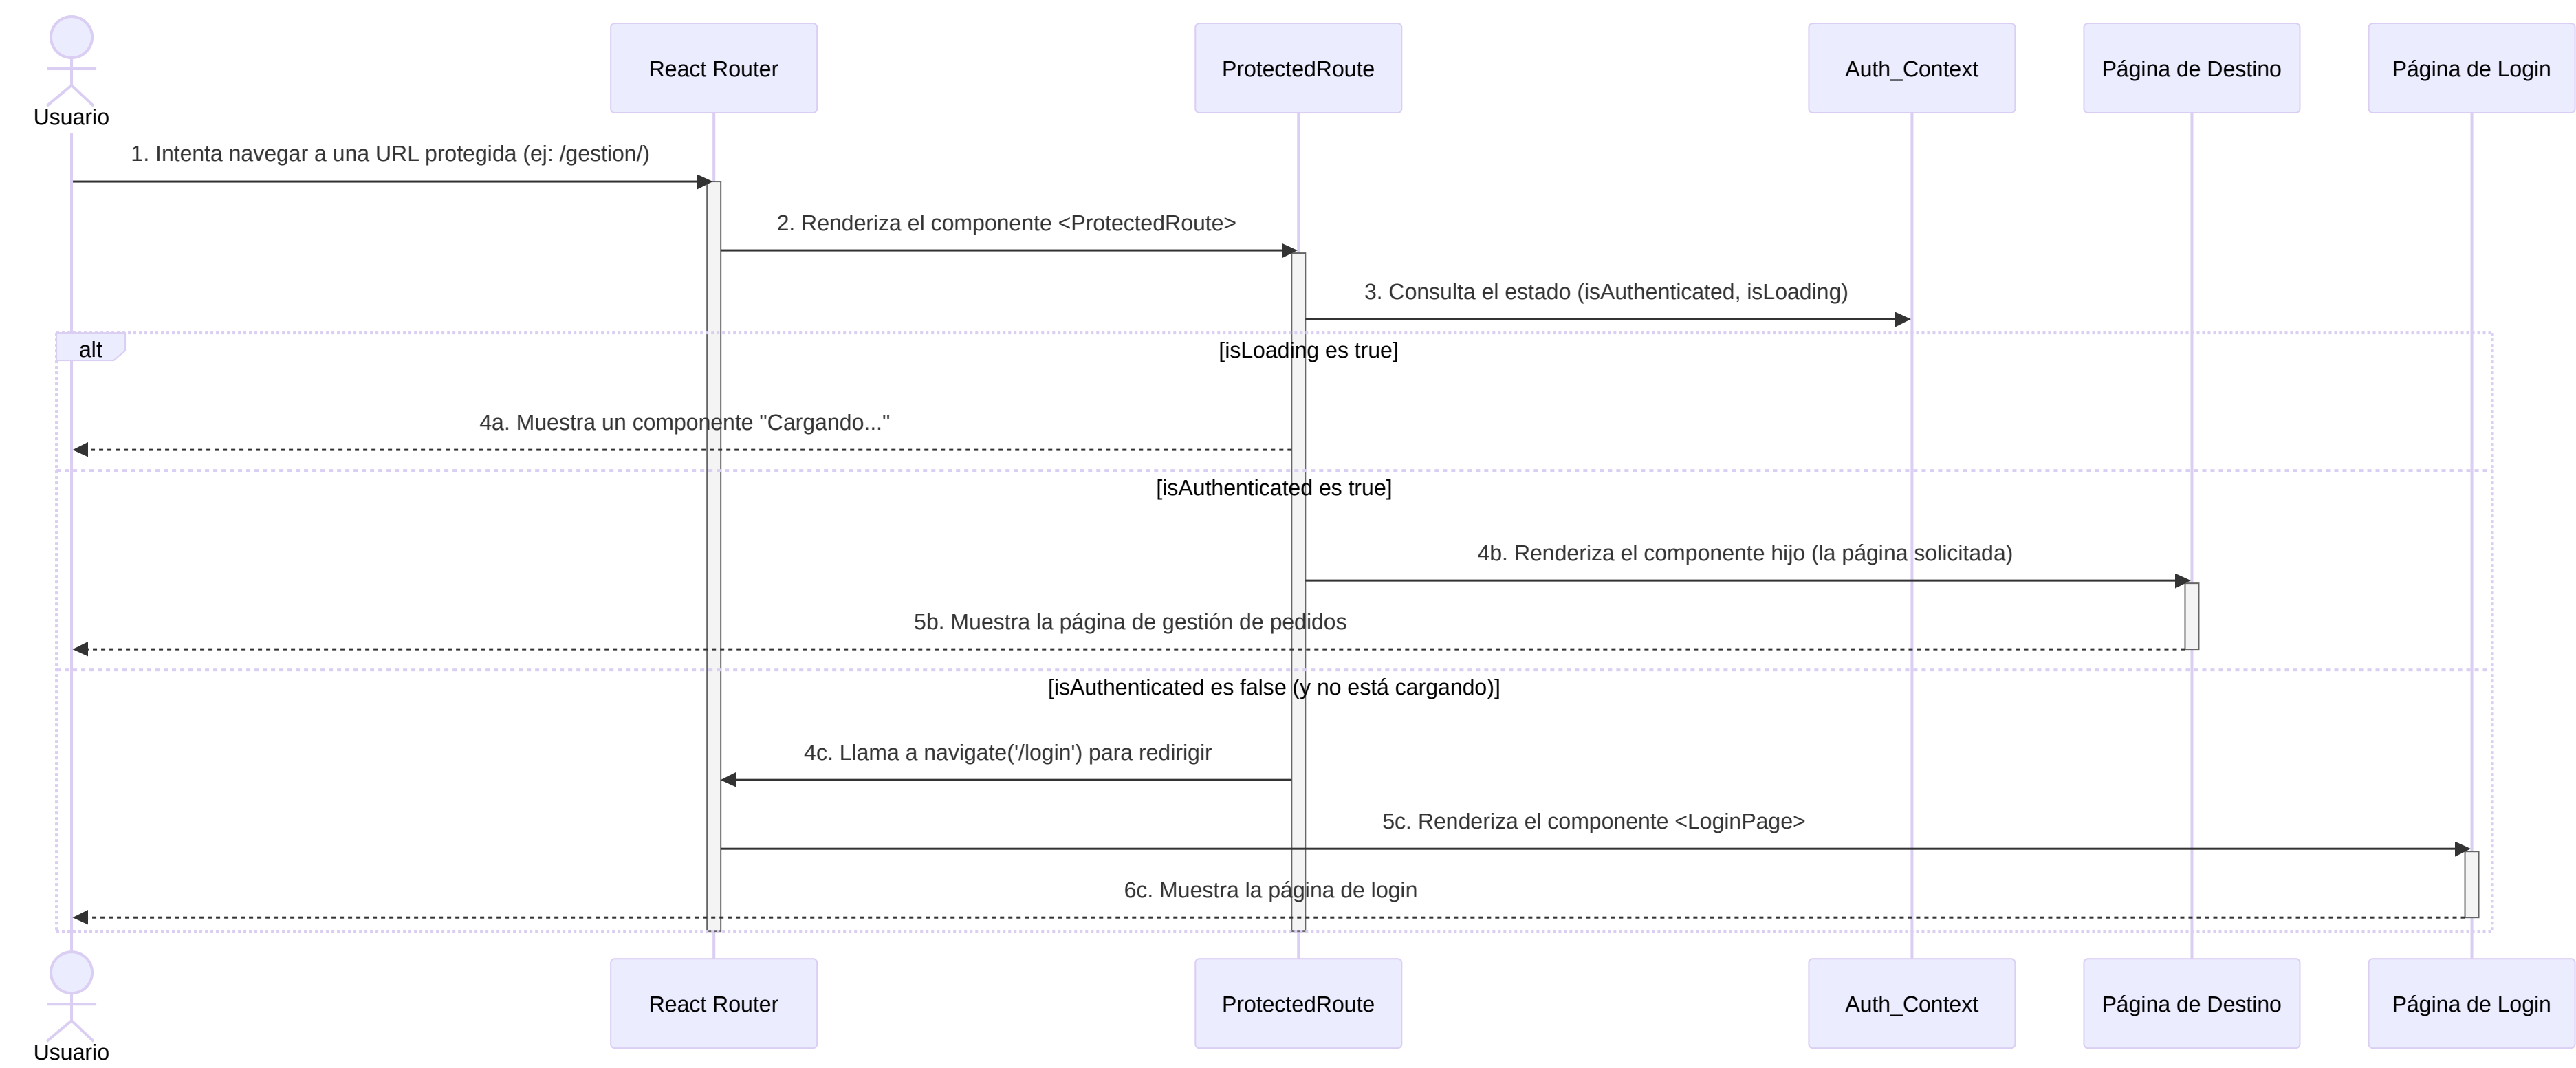 Usuario
React Router
ProtectedRoute
Auth_Context
Página de Destino
Página de Login
1. Intenta navegar a una URL protegida (ej: /gestion/)
2. Renderiza el componente <ProtectedRoute>
3. Consulta el estado (isAuthenticated, isLoading)
alt
[isLoading es true]
4a. Muestra un componente "Cargando..."
[isAuthenticated es true]
4b. Renderiza el componente hijo (la página solicitada)
5b. Muestra la página de gestión de pedidos
[isAuthenticated es false (y no está cargando)]
4c. Llama a navigate('/login') para redirigir
5c. Renderiza el componente <LoginPage>
6c. Muestra la página de login
Usuario
React Router
ProtectedRoute
Auth_Context
Página de Destino
Página de Login